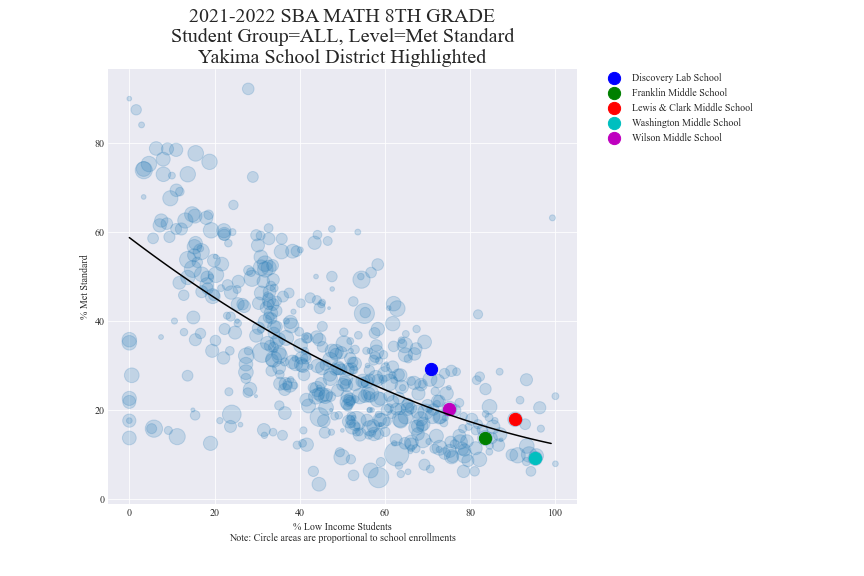 2021-2022 SBA MATH 8TH GRADE
Student Group=ALL, Level=Met Standard
Yakima School District Highlighted
Discovery Lab School
Franklin Middle School
Lewis & Clark Middle School
Washington Middle School
Wilson Middle School
% Met Standard
80
60
40
20
0
0 20 40 60 80 100
% Low Income Students
Note: Circle areas are proportional to school enrollments